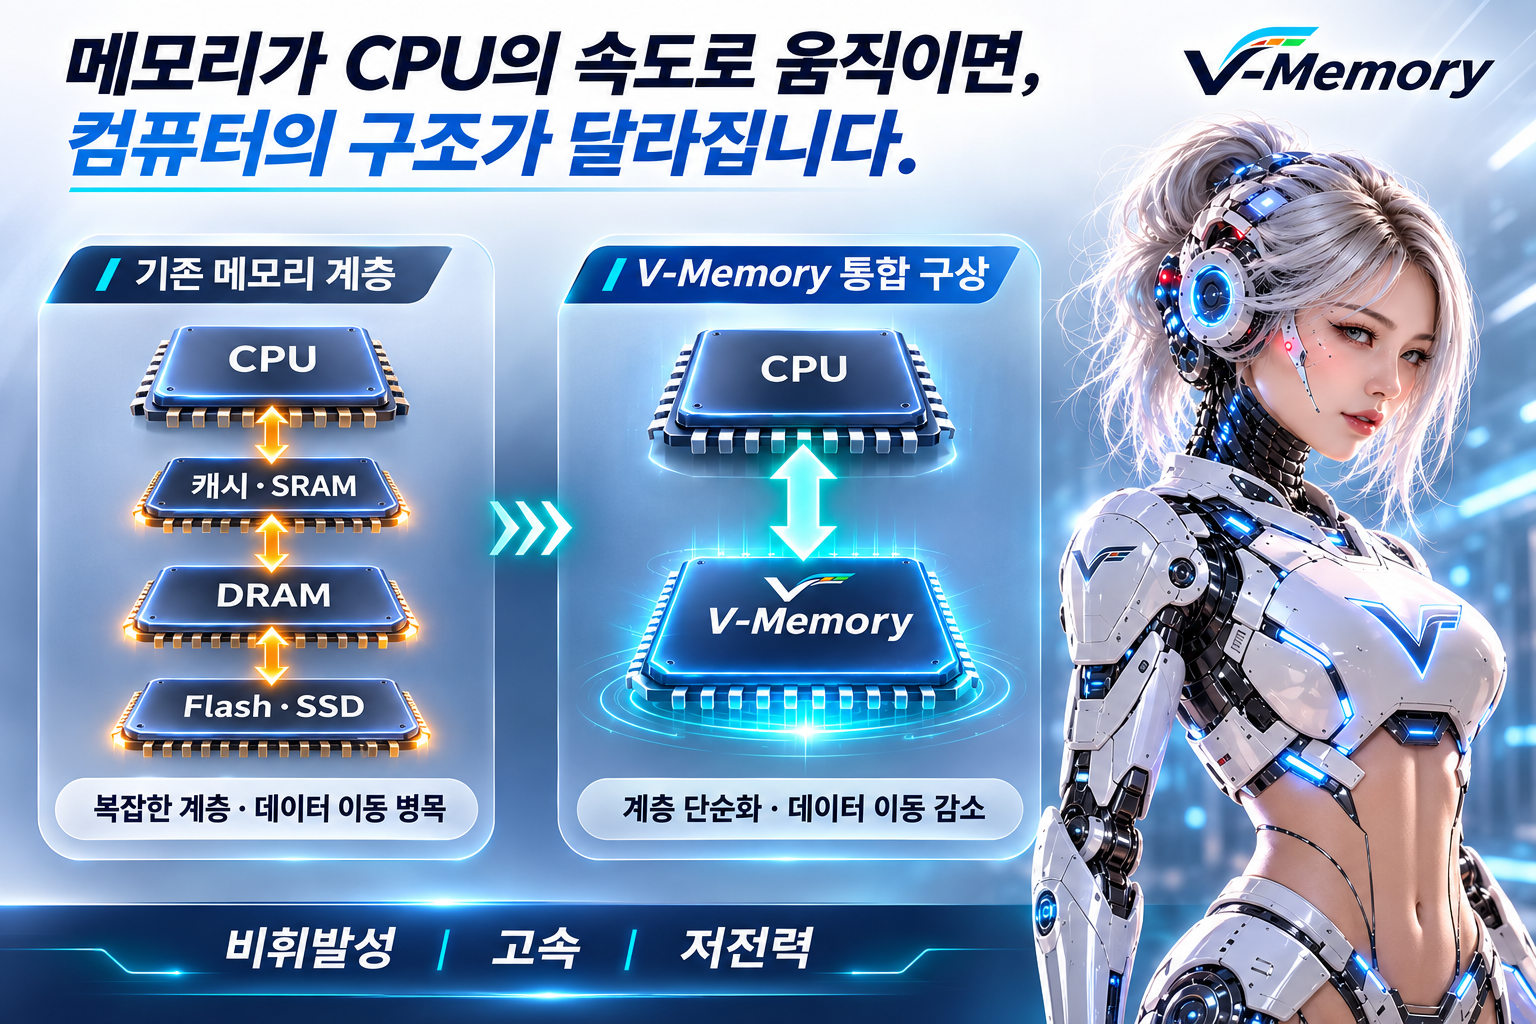 메모리가 CPU의 속도로 움직이면,
컴퓨터의 구조가 달라집니다.
V-Memory
기존 메모리 계층
CPU
캐시·SRAM
DRAM
Flash·SSD
복잡한 계층·데이터 이동 병목
V-Memory 통합 구상
CPU
V-Memory
계층 단순화·데이터 이동 감소
비휘발성 / 고속 / 저전력